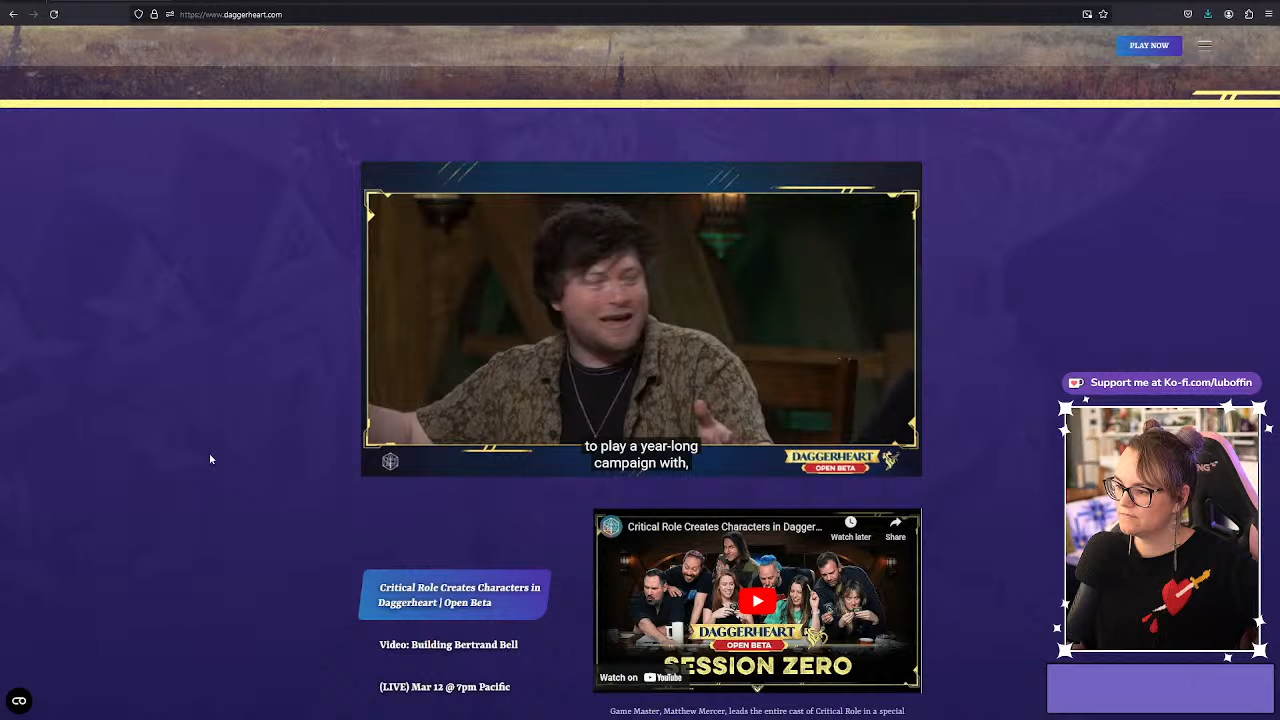 https://www.daggerheart.com
PLAY NOW
to play a year-long
campaign with,
DAGGERHEART
OPEN BETA
Support me at Ko-fi.com/luboffin
Critical Role Creates Characters in Dagger...
Watch later
Share
Critical Role Creates Characters in
Daggerheart | Open Beta
DAGGERHEART
OPEN BETA
SESSION ZERO
Video: Building Bertrand Bell
Watch on YouTube
(LIVE) Mar 12 @ 7pm Pacific
Game Master, Matthew Mercer, leads the entire cast of Critical Role in a special